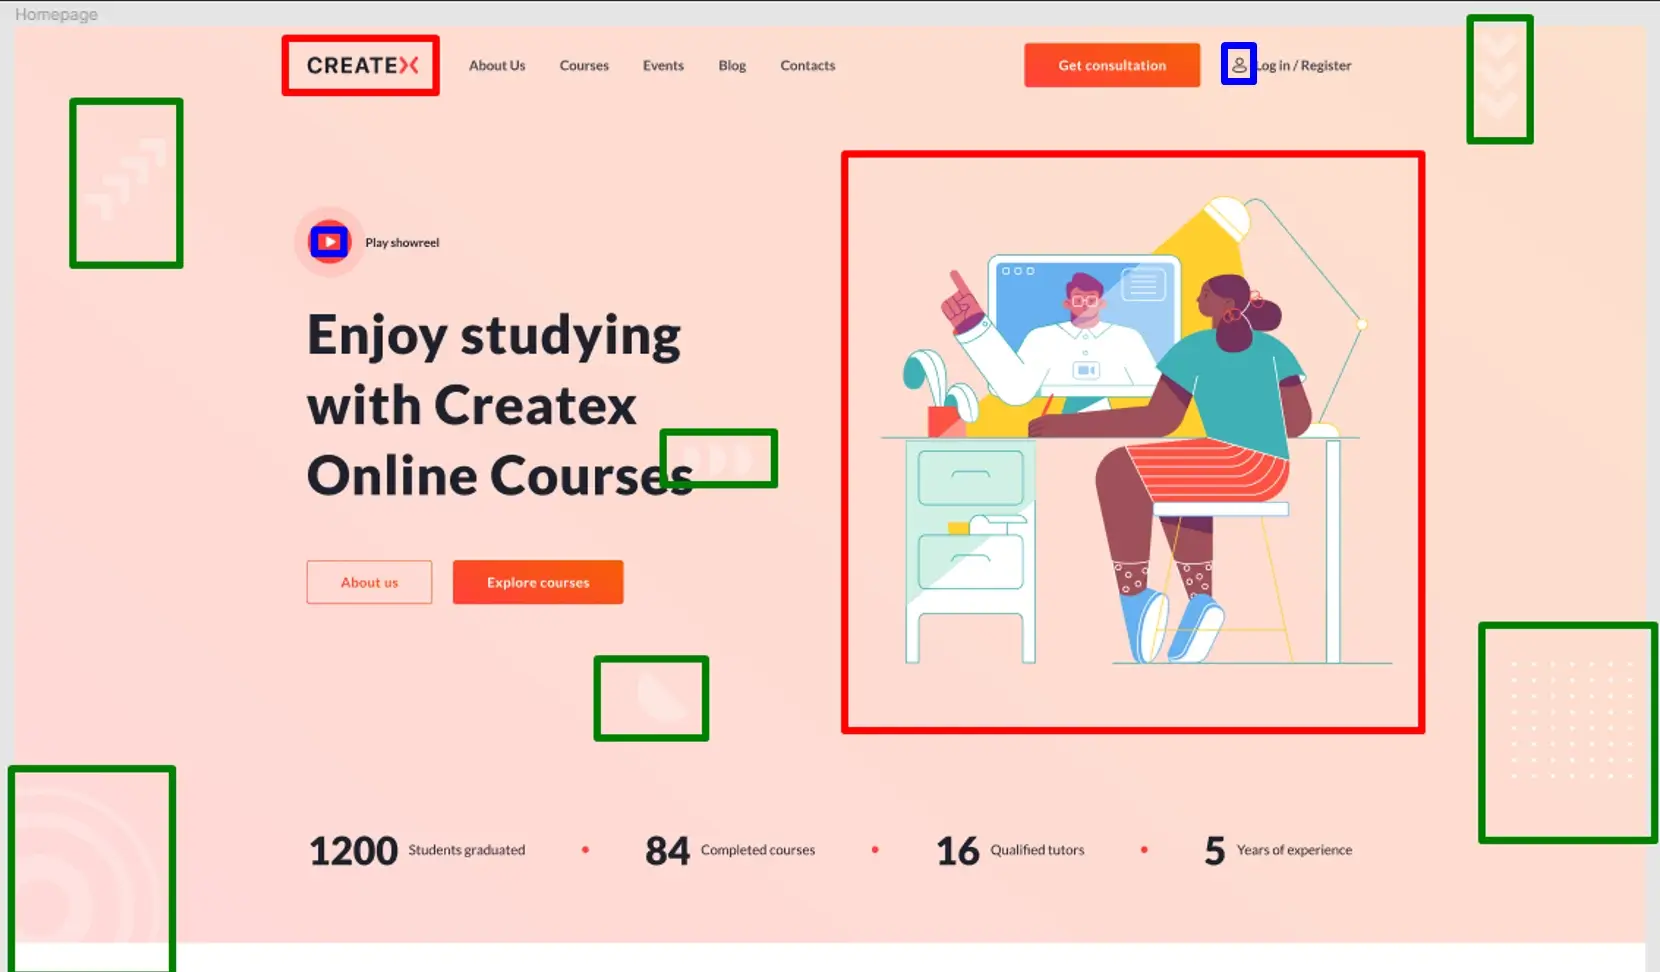 Homepage
CREATEX
About Us Courses Events Blog Contacts
Get consultation
Log in / Register
Play showreel
Enjoy studying
with Createx
Online Courses
About us Explore courses
1200 Students graduated • 84 Completed courses • 16 Qualified tutors • 5 Years of experience